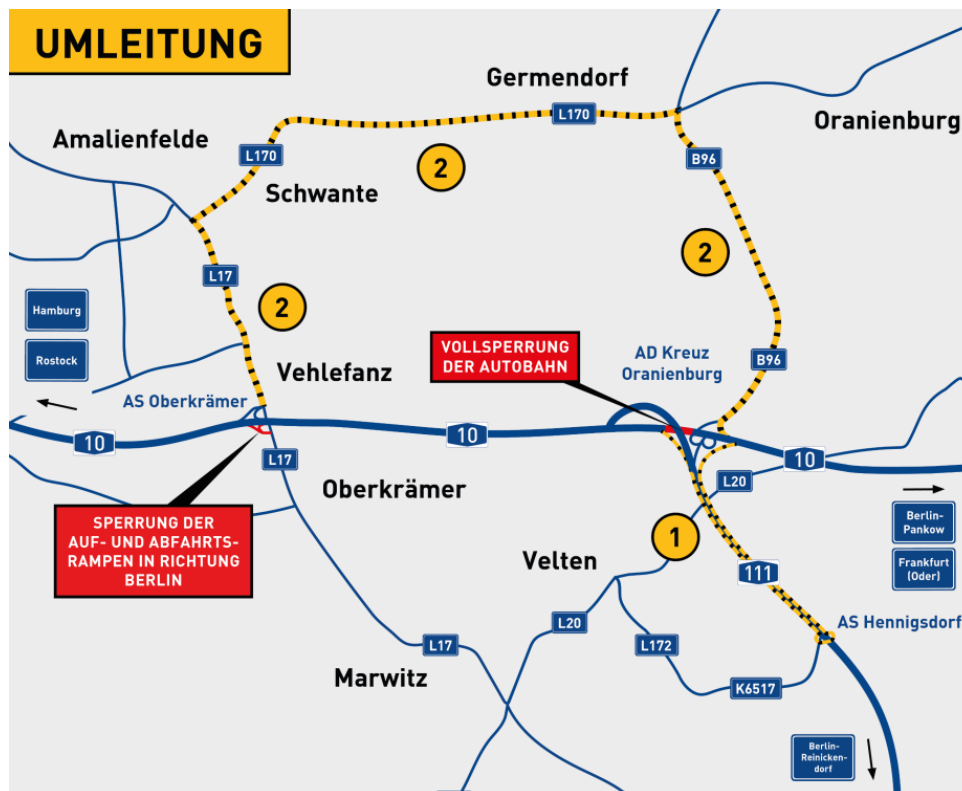 UMLEITUNG
Germendorf
L170
Oranienburg
Amalienfelde
L170
2
B96
Schwante
L17
2
2
Hamburg
Rostock
VOLLSPERRUNG
DER AUTOBAHN
AD Kreuz
Oranienburg
B96
Vehlefanz
AS Oberkrämer
10
10
10
L17
L20
Oberkrämer
SPERRUNG DER
AUF- UND ABFAHRTS-
RAMPEN IN RICHTUNG
BERLIN
1
Berlin-
Pankow
Frankfurt
(Oder)
Velten
111
L20
AS Hennigsdorf
L17
L172
Marwitz
K6517
Berlin-
Reinicken-
dorf